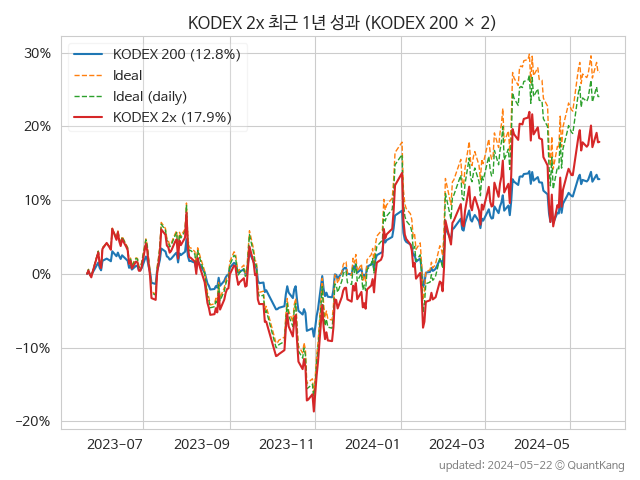 KODEX 2x 최근 1년 성과 (KODEX 200 × 2)
KODEX 200 (12.8%)
Ideal
Ideal (daily)
KODEX 2x (17.9%)
30%
20%
10%
0%
−10%
−20%
2023−07
2023−09
2023−11
2024−01
2024−03
2024−05
updated: 2024−05−22 © QuantKang